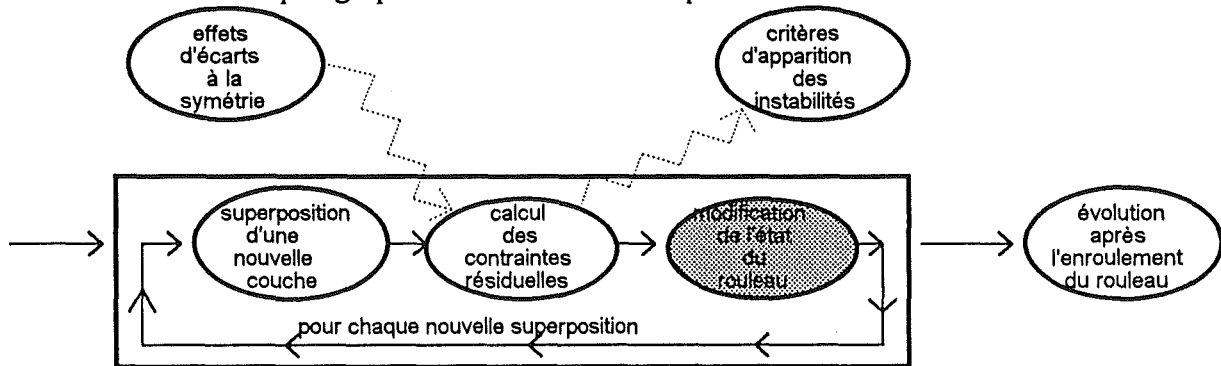 effets
d'écarts
à la
symétrie
critères
d'apparition
des
instabilités
superposition
d'une
nouvelle
couche
calcul
des
contraintes
résiduelles
modification
de l'état
du
rouleau
évolution
après
l'enroulement
du rouleau
pour chaque nouvelle superposition